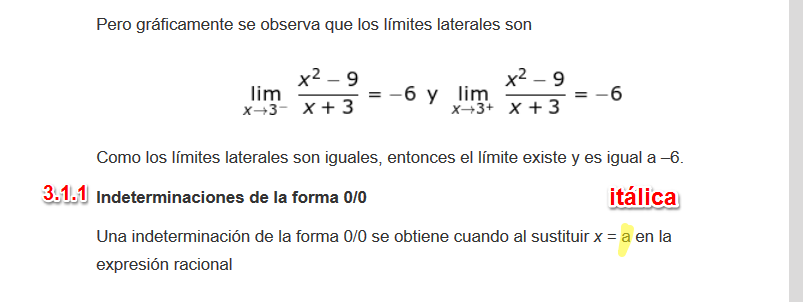 Pero gráficamente se observa que los límites laterales son
lim x→3⁻ x² – 9 / x + 3 = –6 y lim x→3+ x² – 9 / x + 3 = –6
Como los límites laterales son iguales, entonces el límite existe y es igual a –6.
3.1.1 Indeterminaciones de la forma 0/0 itálica
Una indeterminación de la forma 0/0 se obtiene cuando al sustituir x = a en la
expresión racional